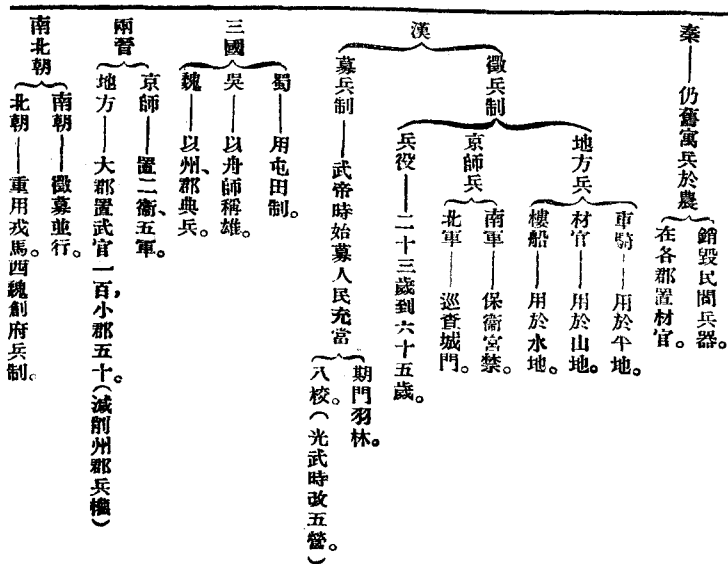 秦——仍舊寓兵於農
銷毀民間兵器。
在各郡置材官。
漢
徵兵制
地方兵
車騎——用於平地。
材官——用於山地。
樓船——用於水地。
京師兵
南軍——保衞宮禁。
北軍——巡查城門。
兵役——二十三歲到六十五歲。
募兵制——武帝時始募人民充當
期門羽林。
八校。(光武時改五營。)
三國
蜀——用屯田制。
吳——以舟師稱雄。
魏——以州、郡典兵。
兩晉
京師——置二衞、五軍。
地方——大郡置武官一百,小郡五十。(減削州郡兵權)
南北朝
南朝——徵募並行。
北朝——重用戎馬。西魏創府兵制。